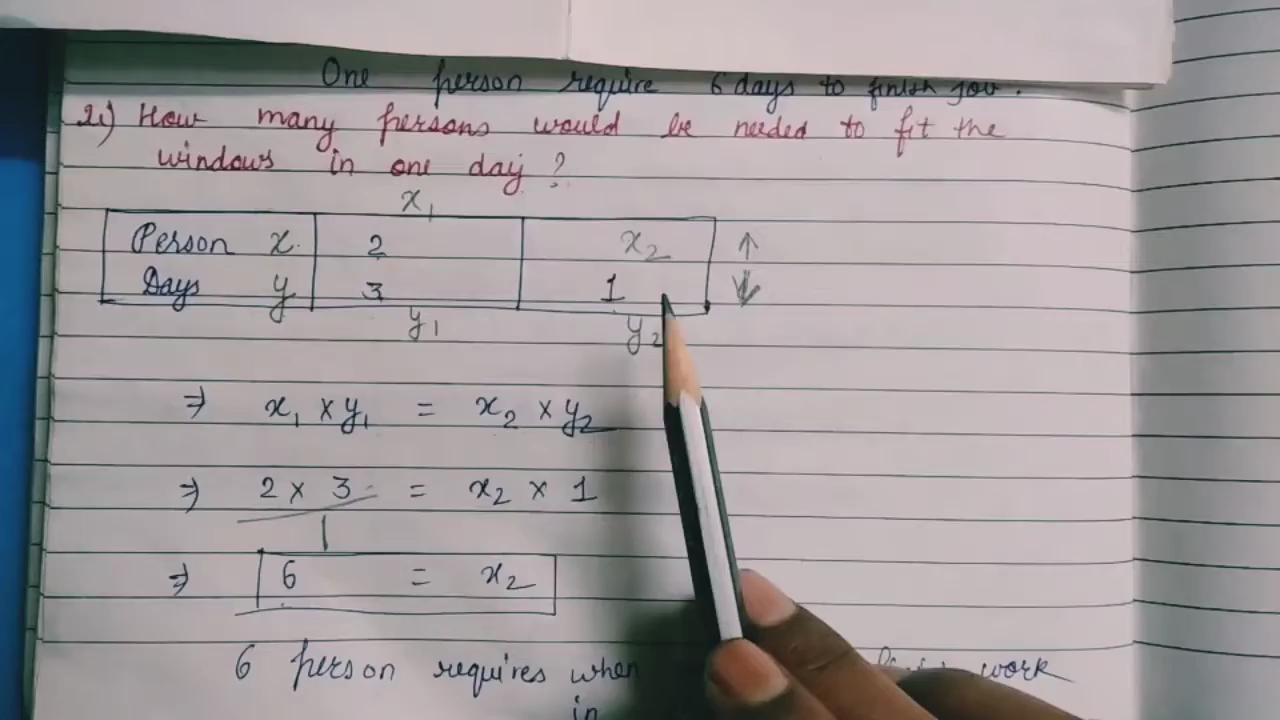 One person require 6 days to finish job.
2i) How many persons would be needed to fit the
windows in one day ?
x₁
Person x 2 x₂ ↑
Days y 3 1 ↓
y₁ y₂
⇒ x₁ × y₁ = x₂ × y₂
⇒ 2 × 3 = x₂ × 1
⇒ 6 = x₂
6 person requires when work
in